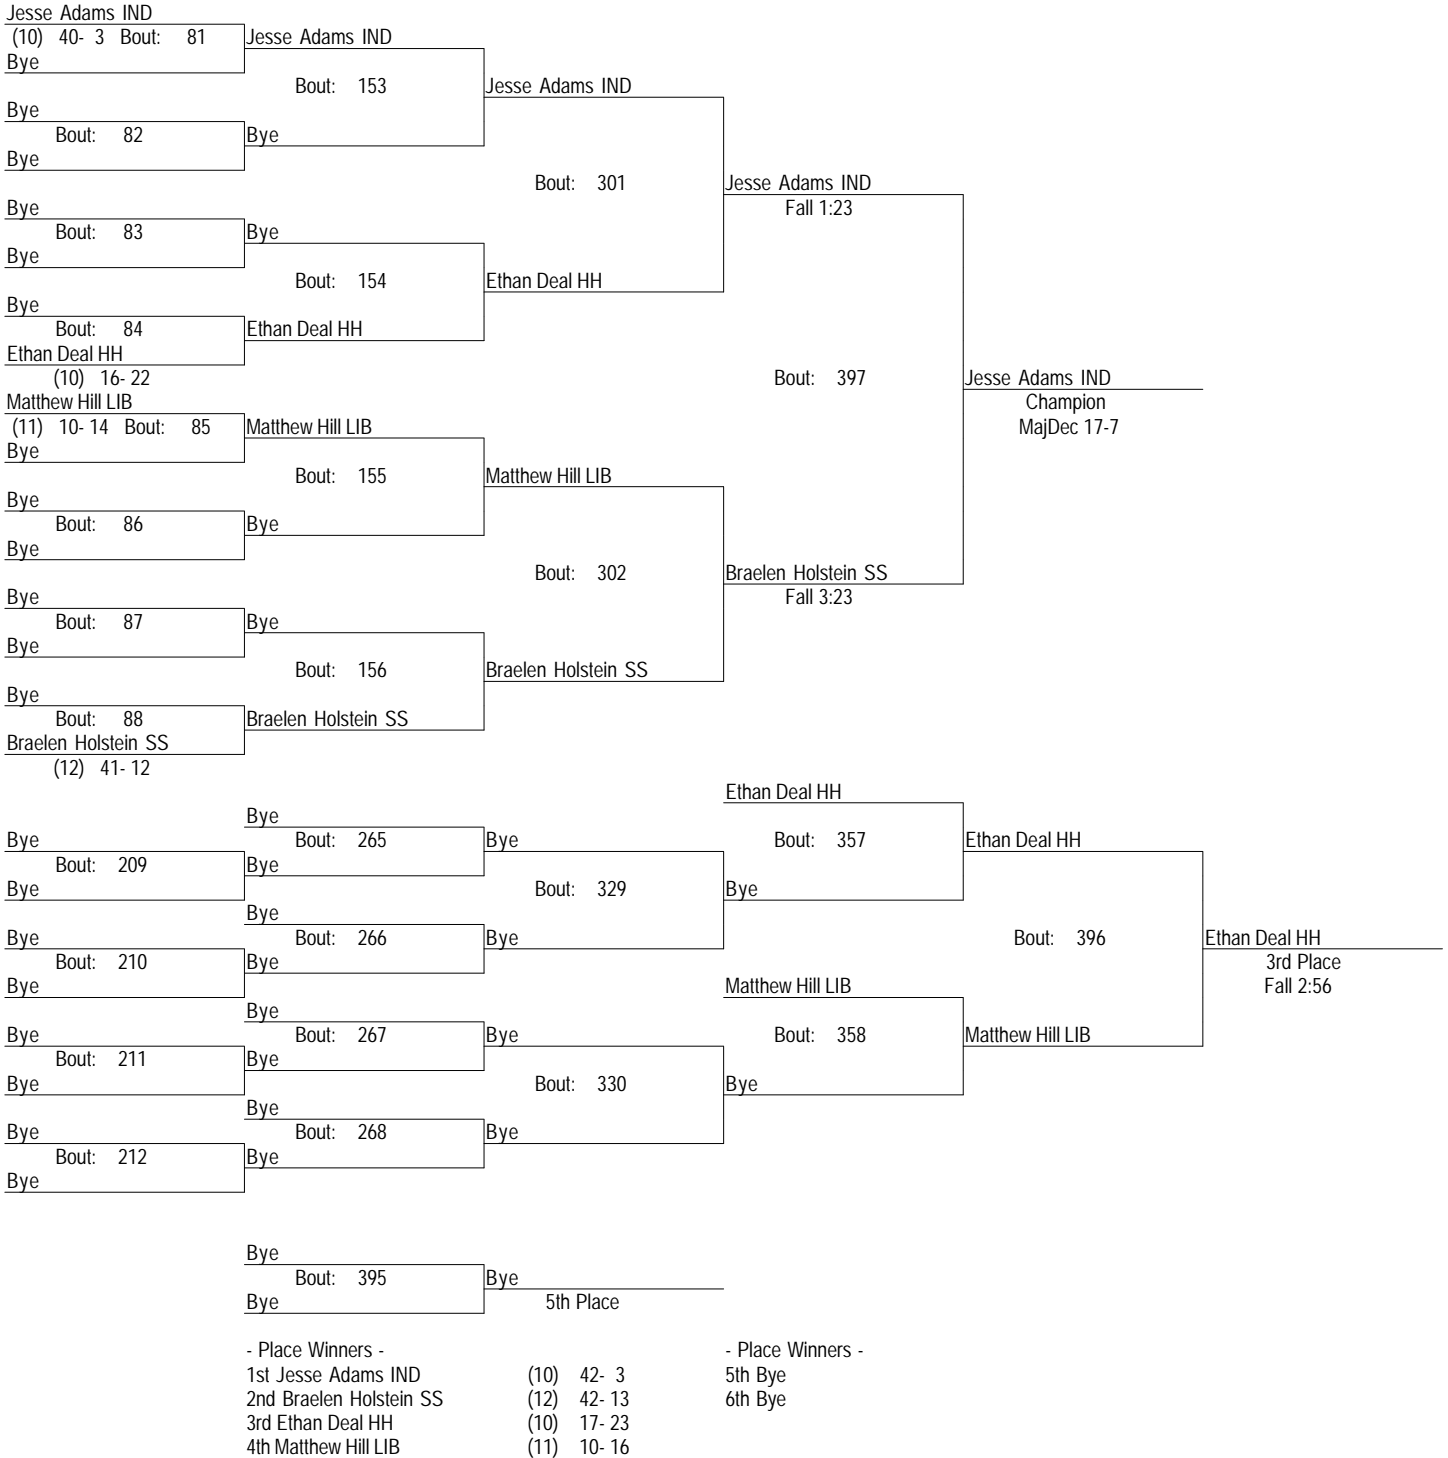 Jesse Adams IND
(10) 40- 3 Bout: 81 Jesse Adams IND
Bye
Bout: 153 Jesse Adams IND
Bye
Bout: 82 Bye
Bye
Bout: 301 Jesse Adams IND
Bye Fall 1:23
Bout: 83 Bye
Bye
Bout: 154 Ethan Deal HH
Bye
Bout: 84 Ethan Deal HH
Ethan Deal HH
(10) 16- 22 Bout: 397 Jesse Adams IND
Matthew Hill LIB Champion
(11) 10- 14 Bout: 85 Matthew Hill LIB MajDec 17-7
Bye
Bout: 155 Matthew Hill LIB
Bye
Bout: 86 Bye
Bye
Bout: 302 Braelen Holstein SS
Bye Fall 3:23
Bout: 87 Bye
Bye
Bout: 156 Braelen Holstein SS
Bye
Bout: 88 Braelen Holstein SS
Braelen Holstein SS
(12) 41- 12
Ethan Deal HH
Bye
Bye Bout: 265 Bye Bout: 357 Ethan Deal HH
Bout: 209 Bye
Bye Bout: 329 Bye
Bye
Bye Bout: 266 Bye Bout: 396 Ethan Deal HH
Bout: 210 Bye 3rd Place
Bye Matthew Hill LIB Fall 2:56
Bye
Bye Bout: 267 Bye Bout: 358 Matthew Hill LIB
Bout: 211 Bye
Bye Bout: 330 Bye
Bye
Bye Bout: 268 Bye
Bout: 212 Bye
Bye
Bye
Bout: 395 Bye
Bye 5th Place
- Place Winners - - Place Winners -
1st Jesse Adams IND (10) 42- 3 5th Bye
2nd Braelen Holstein SS (12) 42- 13 6th Bye
3rd Ethan Deal HH (10) 17- 23
4th Matthew Hill LIB (11) 10- 16